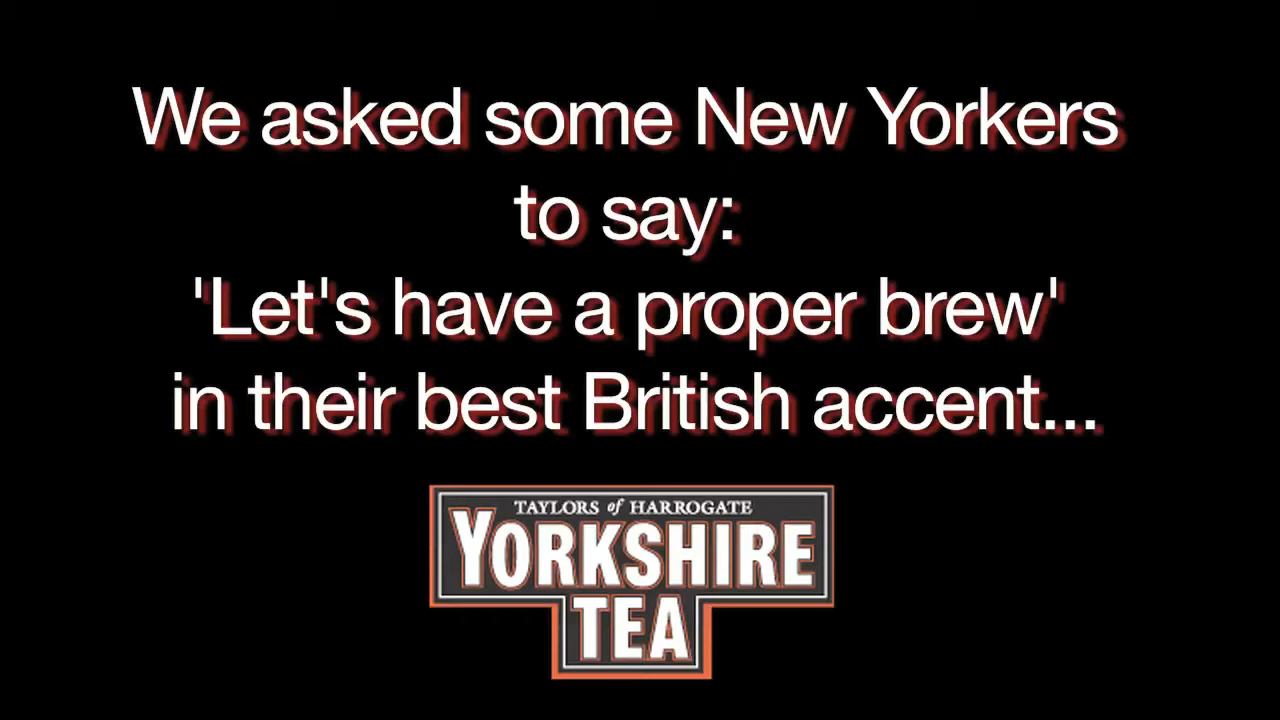 We asked some New Yorkers
to say:
'Let's have a proper brew'
in their best British accent...
TAYLORS of HARROGATE
YORKSHIRE
TEA